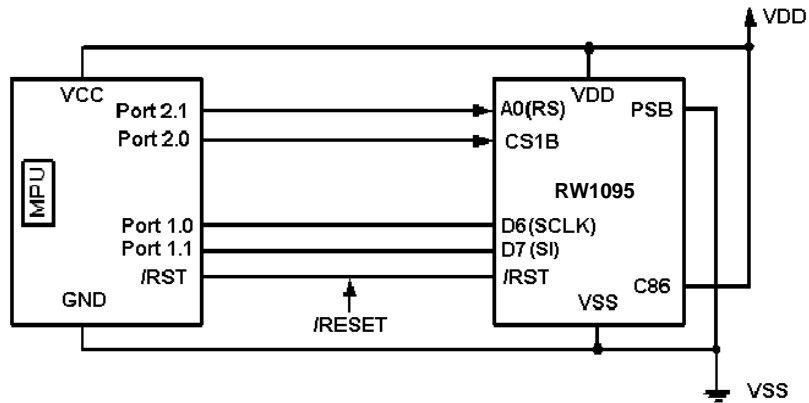 VDD
VCC
VDD
Port 2.1
A0(RS)
PSB
Port 2.0
CS1B
MPU
RW1095
Port 1.0
D6(SCLK)
Port 1.1
D7(SI)
/RST
/RST
C86
GND
VSS
/RESET
VSS